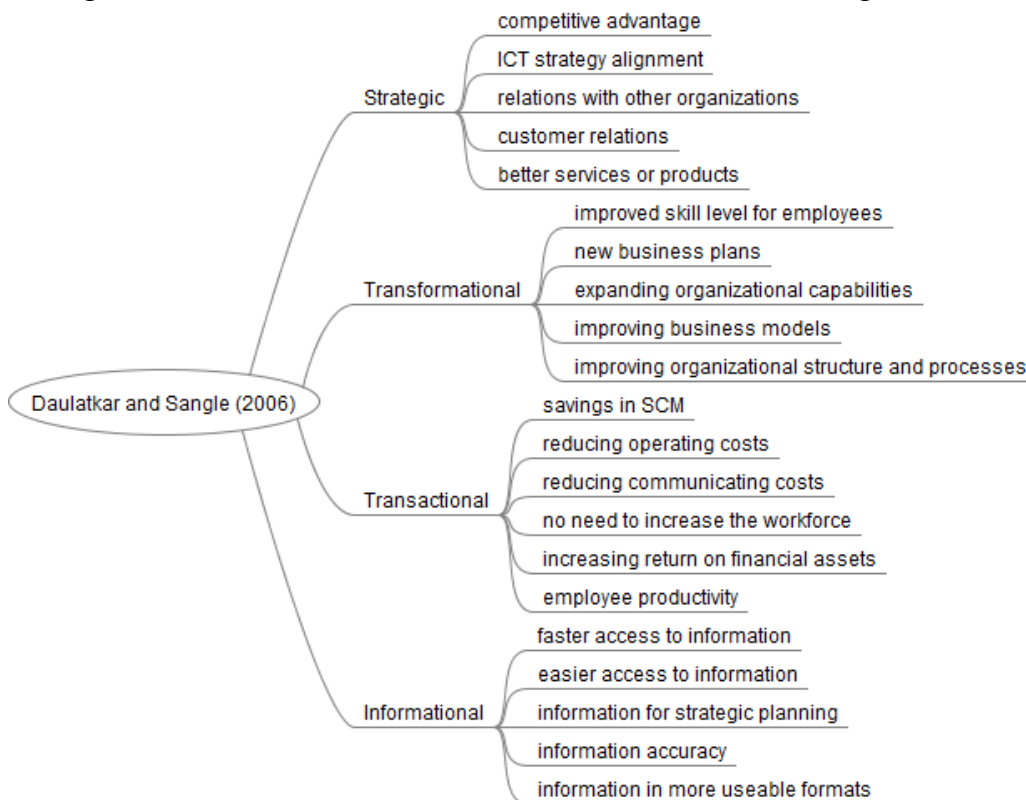 competitive advantage
ICT strategy alignment
Strategic
relations with other organizations
customer relations
better services or products
improved skill level for employees
new business plans
Transformational
expanding organizational capabilities
improving business models
improving organizational structure and processes
Daulatkar and Sangle (2006)
savings in SCM
reducing operating costs
reducing communicating costs
Transactional
no need to increase the workforce
increasing return on financial assets
employee productivity
faster access to information
easier access to information
Informational
information for strategic planning
information accuracy
information in more useable formats